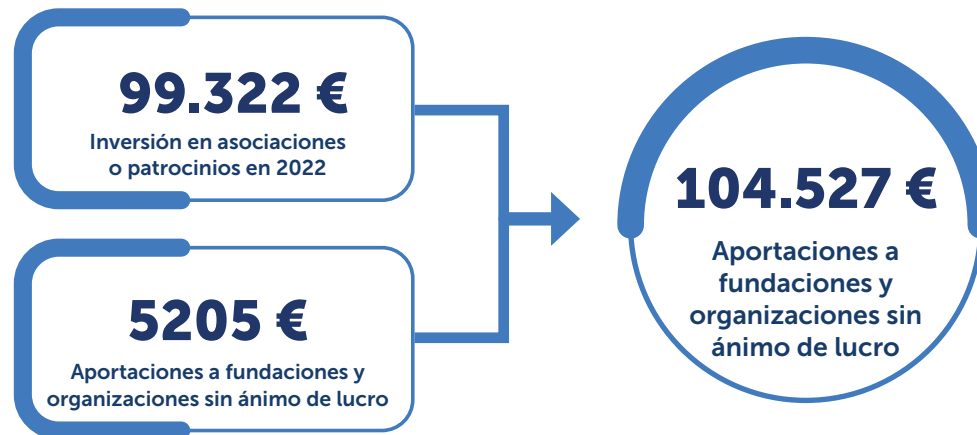 99.322 €
Inversión en asociaciones
o patrocinios en 2022
5205 €
Aportaciones a fundaciones y
organizaciones sin ánimo de lucro
104.527 €
Aportaciones a
fundaciones y
organizaciones sin
ánimo de lucro